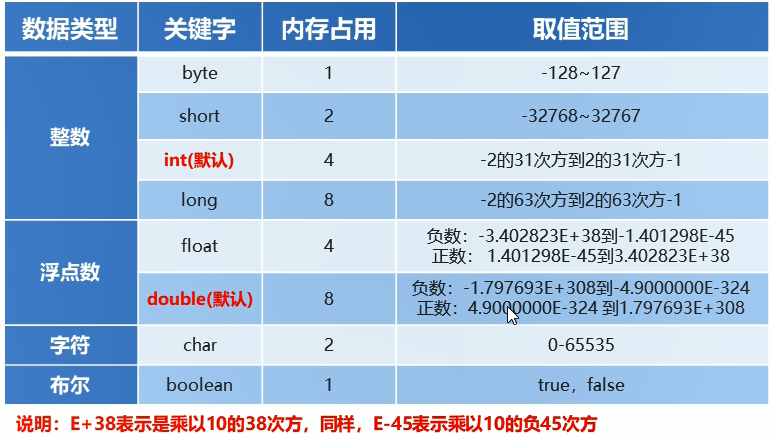 数据类型 关键字 内存占用 取值范围
整数 byte 1 -128~127
short 2 -32768~32767
int(默认) 4 -2的31次方到2的31次方-1
long 8 -2的63次方到2的63次方-1
浮点数 float 4 负数：-3.402823E+38到-1.401298E-45
正数： 1.401298E-45到3.402823E+38
double(默认) 8 负数：-1.797693E+308到-4.9000000E-324
正数：4.9000000E-324 到1.797693E+308
字符 char 2 0-65535
布尔 boolean 1 true，false
说明：E+38表示是乘以10的38次方，同样，E-45表示乘以10的负45次方